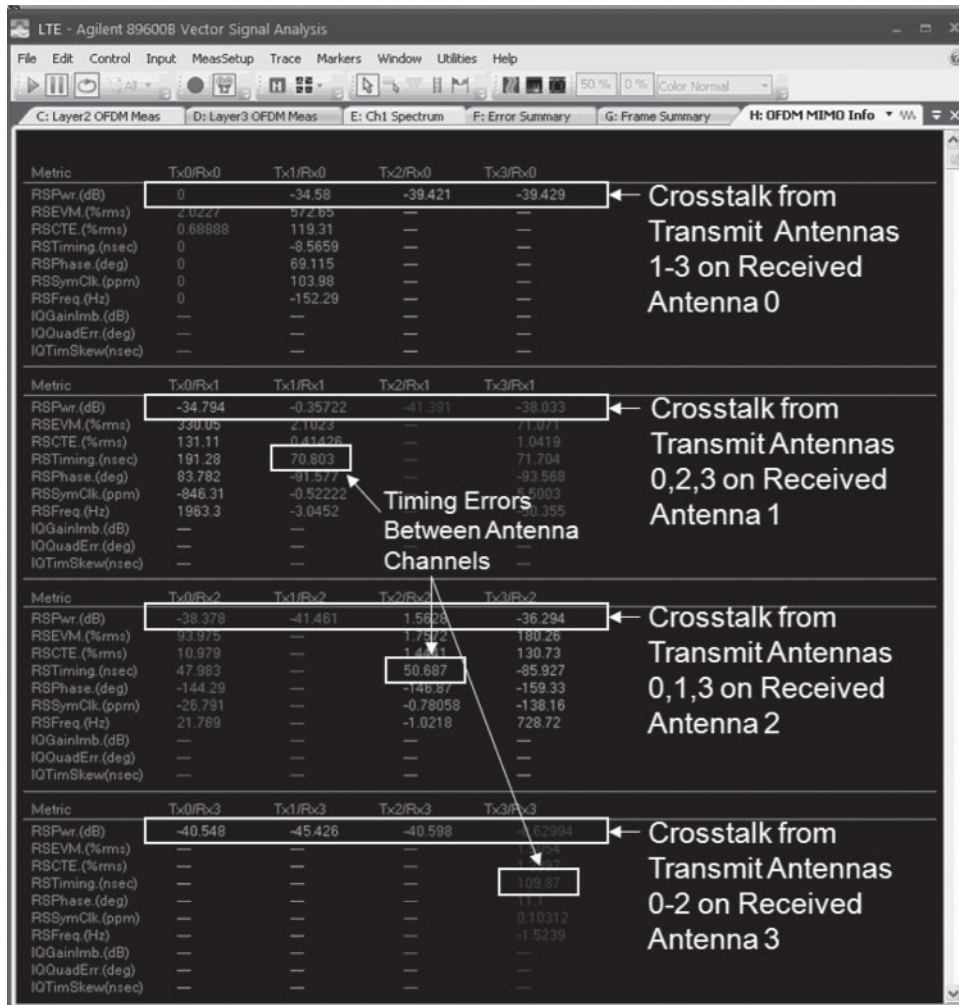 LTE - Agilent 89600B Vector Signal Analysis
File Edit Control Input MeasSetup Trace Markers Window Utilities Help
All 50 % 0 % Color Normal
C: Layer2 OFDM Meas D: Layer3 OFDM Meas E: Ch1 Spectrum F: Error Summary G: Frame Summary H: OFDM MIMO Info
Metric Tx0/Rx0 Tx1/Rx0 Tx2/Rx0 Tx3/Rx0
RSPwr.(dB) 0 -34.58 -39.421 -39.429
RSEVM.(%rms) 2.0227 572.65 — —
RSCTE.(%rms) 0.68888 119.31 — —
RSTiming.(nsec) 0 -8.5659 — —
RSPhase.(deg) 0 69.115 — —
RSSymClk.(ppm) 0 103.98 — —
RSFreq.(Hz) 0 -152.29 — —
IQGainImb.(dB) — — — —
IQQuadErr.(deg) — — — —
IQTimSkew(nsec) — — — —
Crosstalk from
Transmit Antennas
1-3 on Received
Antenna 0
Metric Tx0/Rx1 Tx1/Rx1 Tx2/Rx1 Tx3/Rx1
RSPwr.(dB) -34.794 -0.35722 -41.391 -38.033
RSEVM.(%rms) 330.05 2.1023 — 71.071
RSCTE.(%rms) 131.11 0.41426 — 1.0419
RSTiming.(nsec) 191.28 70.803 — 71.704
RSPhase.(deg) 83.782 -91.577 — -93.568
RSSymClk.(ppm) -846.31 -0.52222
RSFreq.(Hz) 1963.3 -3.0452
IQGainImb.(dB) —
IQQuadErr.(deg) —
IQTimSkew(nsec) — — — —
Crosstalk from
Transmit Antennas
0,2,3 on Received
Antenna 1
Timing Errors
Between Antenna
Channels
Metric Tx0/Rx2 Tx1/Rx2 Tx2/Rx2 Tx3/Rx2
RSPwr.(dB) -38.378 -41.461 1.5628 -36.294
RSEVM.(%rms) 93.975 — 1.7572 180.26
RSCTE.(%rms) 10.979 — 130.73
RSTiming.(nsec) 47.983 — 50.687 -85.927
RSPhase.(deg) -144.29 — -146.87 -159.33
RSSymClk.(ppm) -26.791 — -0.78058 -138.16
RSFreq.(Hz) 21.789 — -1.0218 728.72
IQGainImb.(dB) — — — —
IQQuadErr.(deg) — — — —
IQTimSkew(nsec) — — — —
Crosstalk from
Transmit Antennas
0,1,3 on Received
Antenna 2
Metric Tx0/Rx3 Tx1/Rx3 Tx2/Rx3 Tx3/Rx3
RSPwr.(dB) -40.548 -45.426 -40.598
RSEVM.(%rms) — — —
RSCTE.(%rms) — — —
RSTiming.(nsec) — — — 109.87
RSPhase.(deg) — — — 11.1
RSSymClk.(ppm) — — — 0.10312
RSFreq.(Hz) — — — -1.5239
IQGainImb.(dB) — — — —
IQQuadErr.(deg) — — — —
IQTimSkew(nsec) — — — —
Crosstalk from
Transmit Antennas
0-2 on Received
Antenna 3